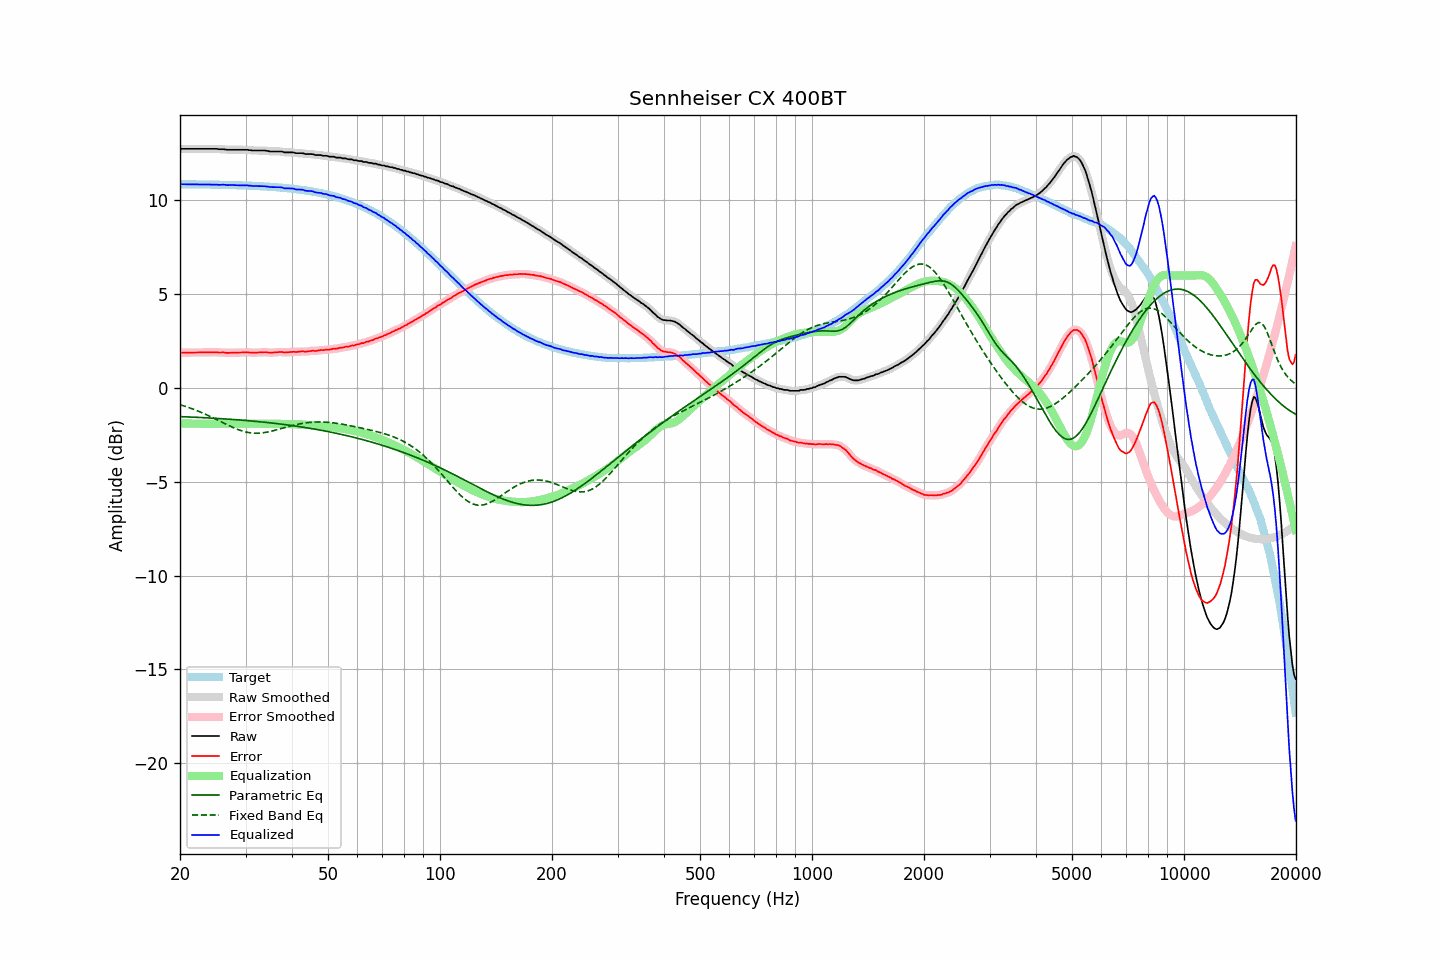 Sennheiser CX 400BT
Amplitude (dBr)
10
5
0
−5
−10
−15
−20
Target
Raw Smoothed
Error Smoothed
Raw
Error
Equalization
Parametric Eq
Fixed Band Eq
Equalized
20 50 100 200 500 1000 2000 5000 10000 20000
Frequency (Hz)